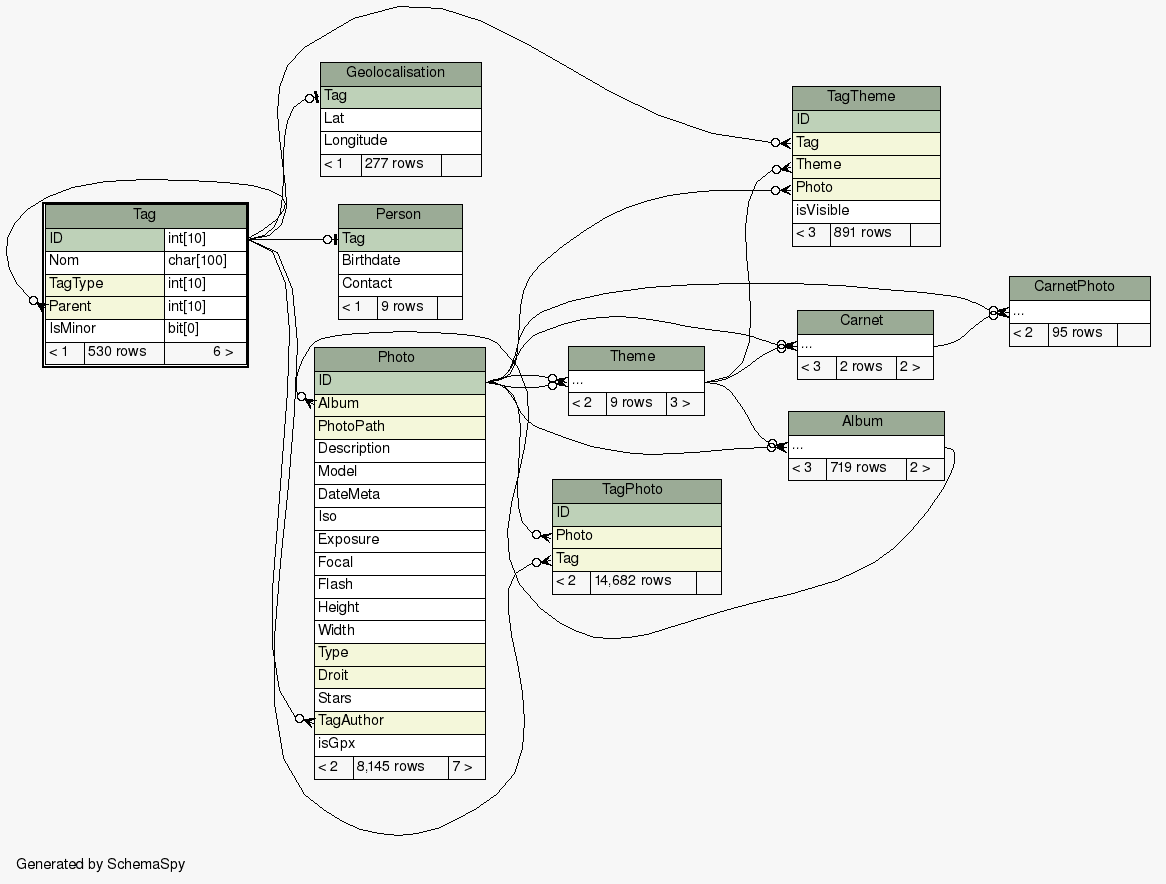 Geolocalisation
Tag
Lat
Longitude
< 1 277 rows
TagTheme
ID
Tag
Theme
Photo
isVisible
< 3 891 rows
Tag
ID int[10]
Nom char[100]
TagType int[10]
Parent int[10]
IsMinor bit[0]
< 1 530 rows 6 >
Person
Tag
Birthdate
Contact
< 1 9 rows
CarnetPhoto
...
< 2 95 rows
Carnet
...
< 3 2 rows 2 >
Photo
ID
Album
PhotoPath
Description
Model
DateMeta
Iso
Exposure
Focal
Flash
Height
Width
Type
Droit
Stars
TagAuthor
isGpx
< 2 8,145 rows 7 >
Theme
...
< 2 9 rows 3 >
Album
...
< 3 719 rows 2 >
TagPhoto
ID
Photo
Tag
< 2 14,682 rows
Generated by SchemaSpy